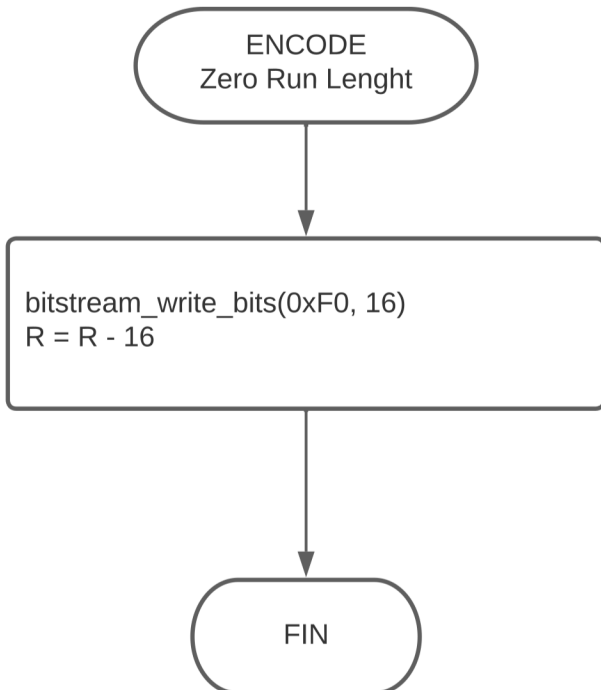 ENCODE
Zero Run Lenght
bitstream_write_bits(0xF0, 16)
R = R - 16
FIN